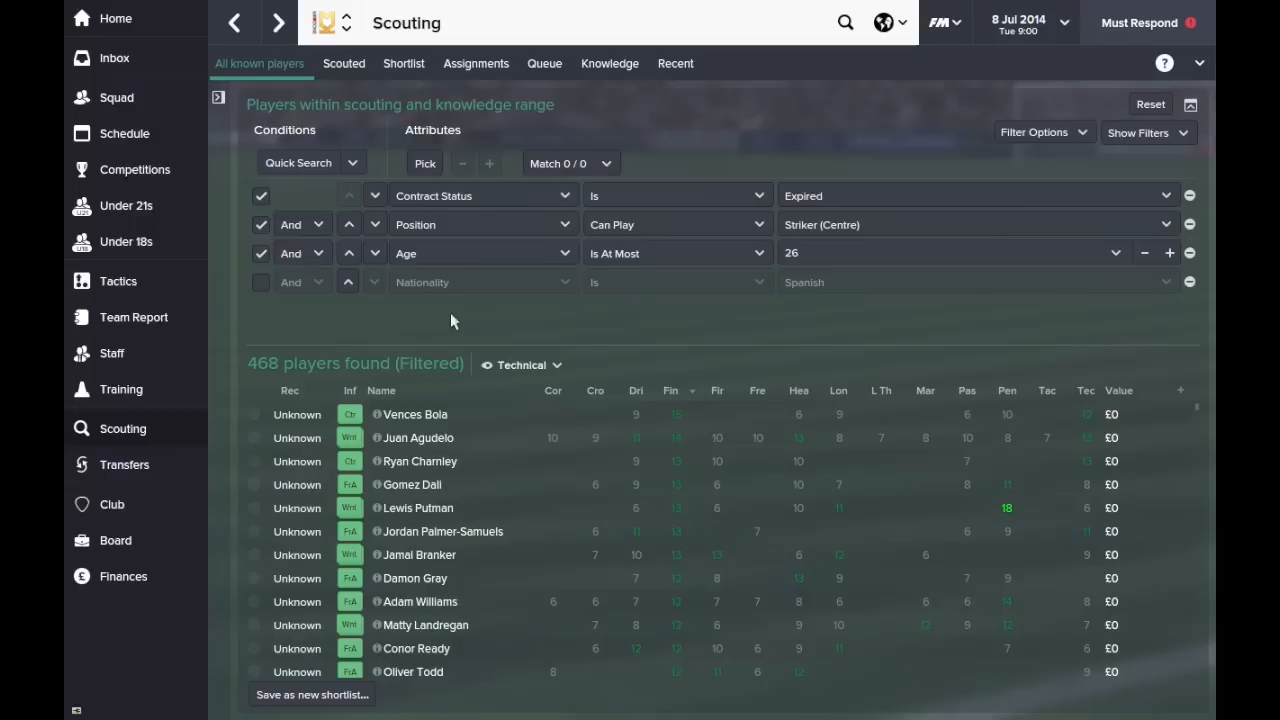 Home
Inbox
Squad
Schedule
Competitions
Under 21s
Under 18s
Tactics
Team Report
Staff
Training
Scouting
Transfers
Club
Board
Finances
Scouting
FM
8 Jul 2014
Tue 9:00
Must Respond
All known players Scouted Shortlist Assignments Queue Knowledge Recent
Players within scouting and knowledge range
Reset
Conditions Attributes
Filter Options Show Filters
Quick Search Pick Match 0 / 0
Contract Status Is Expired
And Position Can Play Striker (Centre)
And Age Is At Most 26
And Nationality Is Spanish
468 players found (Filtered) Technical
Rec Inf Name Cor Cro Dri Fin Fir Fre Hea Lon L Th Mar Pas Pen Tac Tec Value
Unknown Ctr Vences Bola 9 15 6 9 6 10 12 £0
Unknown Wnt Juan Agudelo 10 9 11 14 10 10 13 8 7 8 10 8 7 13 £0
Unknown Ctr Ryan Charnley 9 13 10 10 7 13 £0
Unknown FrA Gomez Dali 6 9 13 6 10 7 8 11 8 £0
Unknown Wnt Lewis Putman 6 13 6 10 11 18 6 £0
Unknown FrA Jordan Palmer-Samuels 6 11 13 7 6 9 11 £0
Unknown Wnt Jamal Branker 7 10 13 13 6 12 6 9 £0
Unknown FrA Damon Gray 7 12 8 13 9 7 9 £0
Unknown FrA Adam Williams 6 6 7 12 7 7 8 6 6 6 14 8 £0
Unknown Wnt Matty Landregan 7 8 12 6 9 10 12 9 12 7 £0
Unknown FrA Conor Ready 6 12 12 10 6 9 11 7 6 £0
Unknown FrA Oliver Todd 8 12 11 6 12 9 £0
Save as new shortlist...